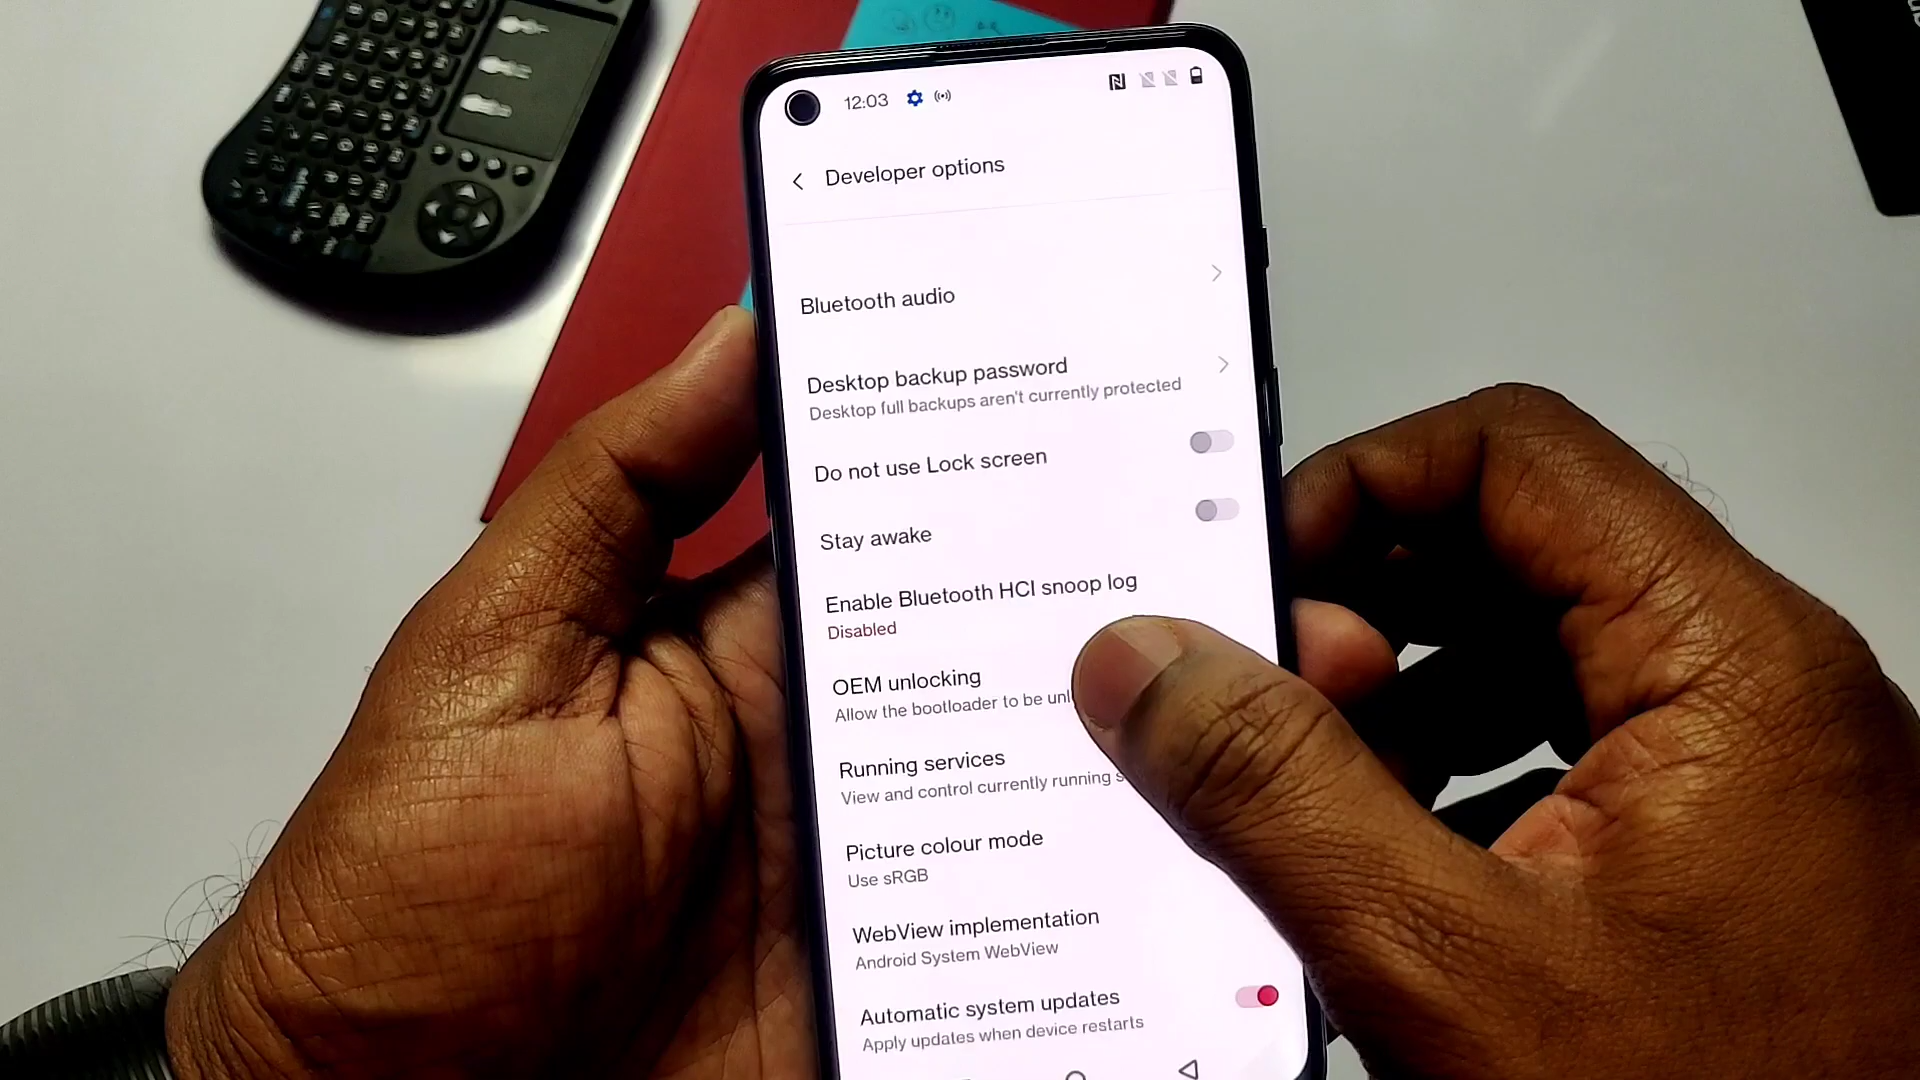 12:03
Developer options
Bluetooth audio
Desktop backup password
Desktop full backups aren't currently protected
Do not use Lock screen
Stay awake
Enable Bluetooth HCI snoop log
Disabled
OEM unlocking
Allow the bootloader to be
Running services
View and control currently running
Picture colour mode
Use sRGB
WebView implementation
Android System WebView
Automatic system updates
Apply updates when device restarts